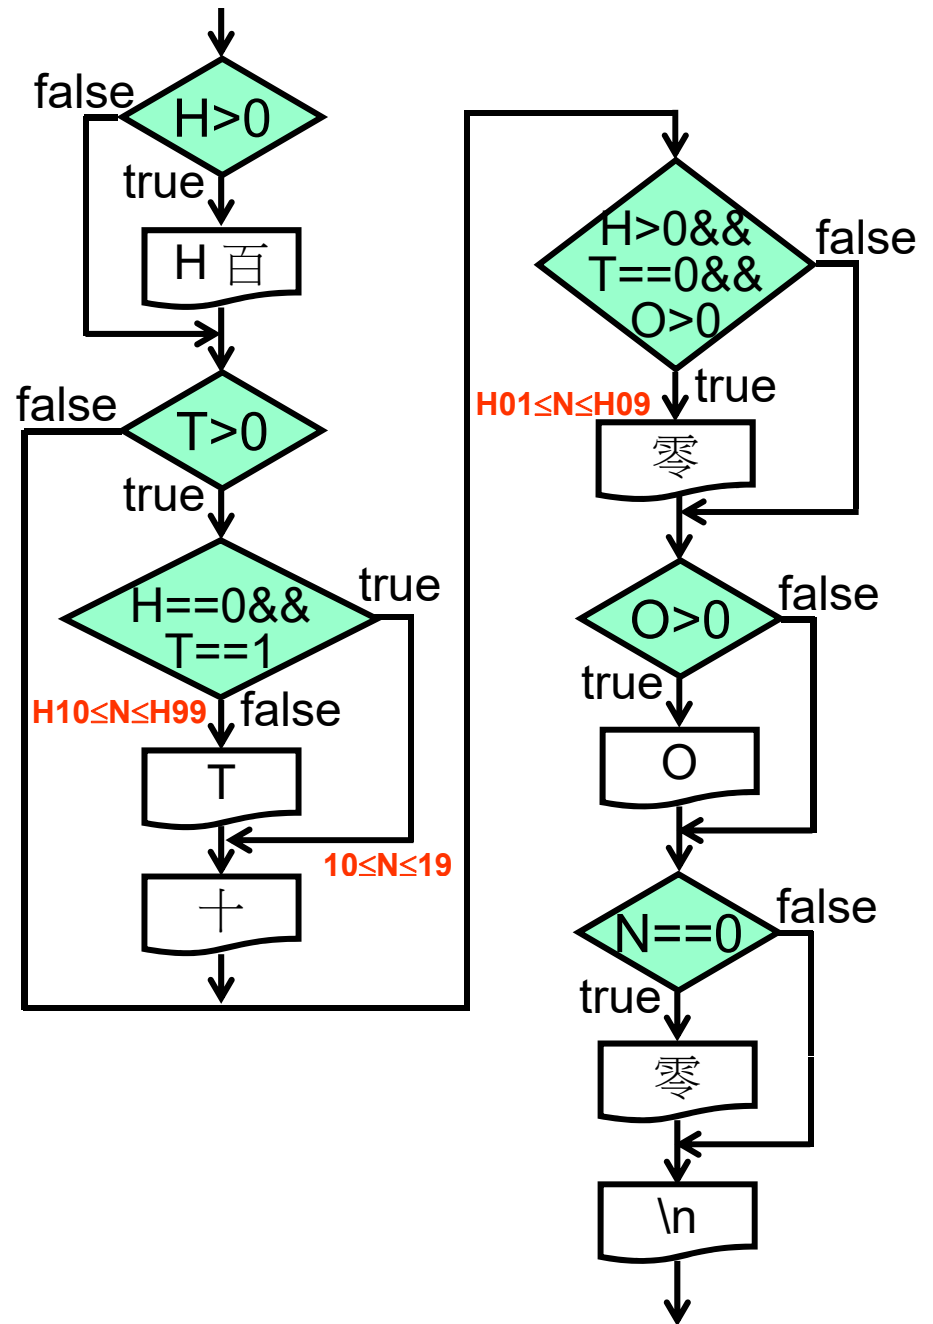 false
H>0
true
H 百
false
T>0
true
H==0&&
T==1
true
H10≤N≤H99
false
T
10≤N≤19
十
H>0&&
T==0&&
O>0
false
true
H01≤N≤H09
零
O>0
false
true
O
N==0
false
true
零
\n